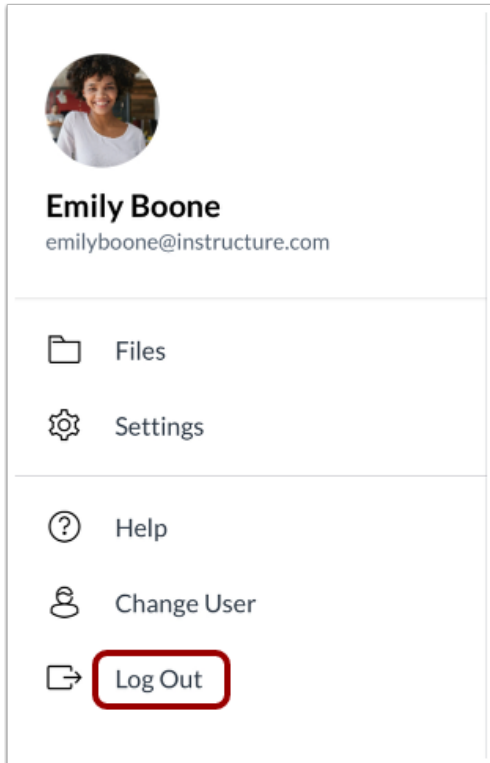 Emily Boone
emilyboone@instructure.com
Files
Settings
Help
Change User
Log Out